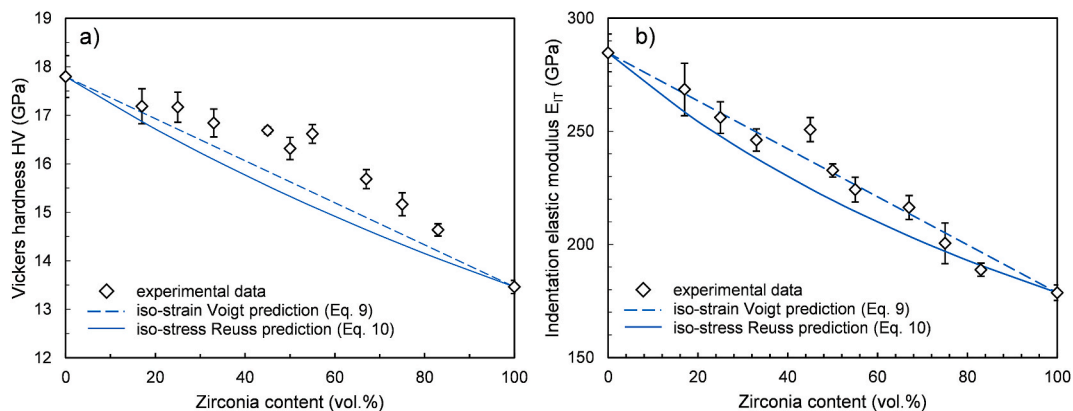 a)
Vickers hardness HV (GPa)
19
18
17
16
15
14
13
12
experimental data
iso-strain Voigt prediction (Eq. 9)
iso-stress Reuss prediction (Eq. 10)
0 20 40 60 80 100
Zirconia content (vol.%)
b)
Indentation elastic modulus E_IT (GPa)
300
250
200
150
experimental data
iso-strain Voigt prediction (Eq. 9)
iso-stress Reuss prediction (Eq. 10)
0 20 40 60 80 100
Zirconia content (vol.%)